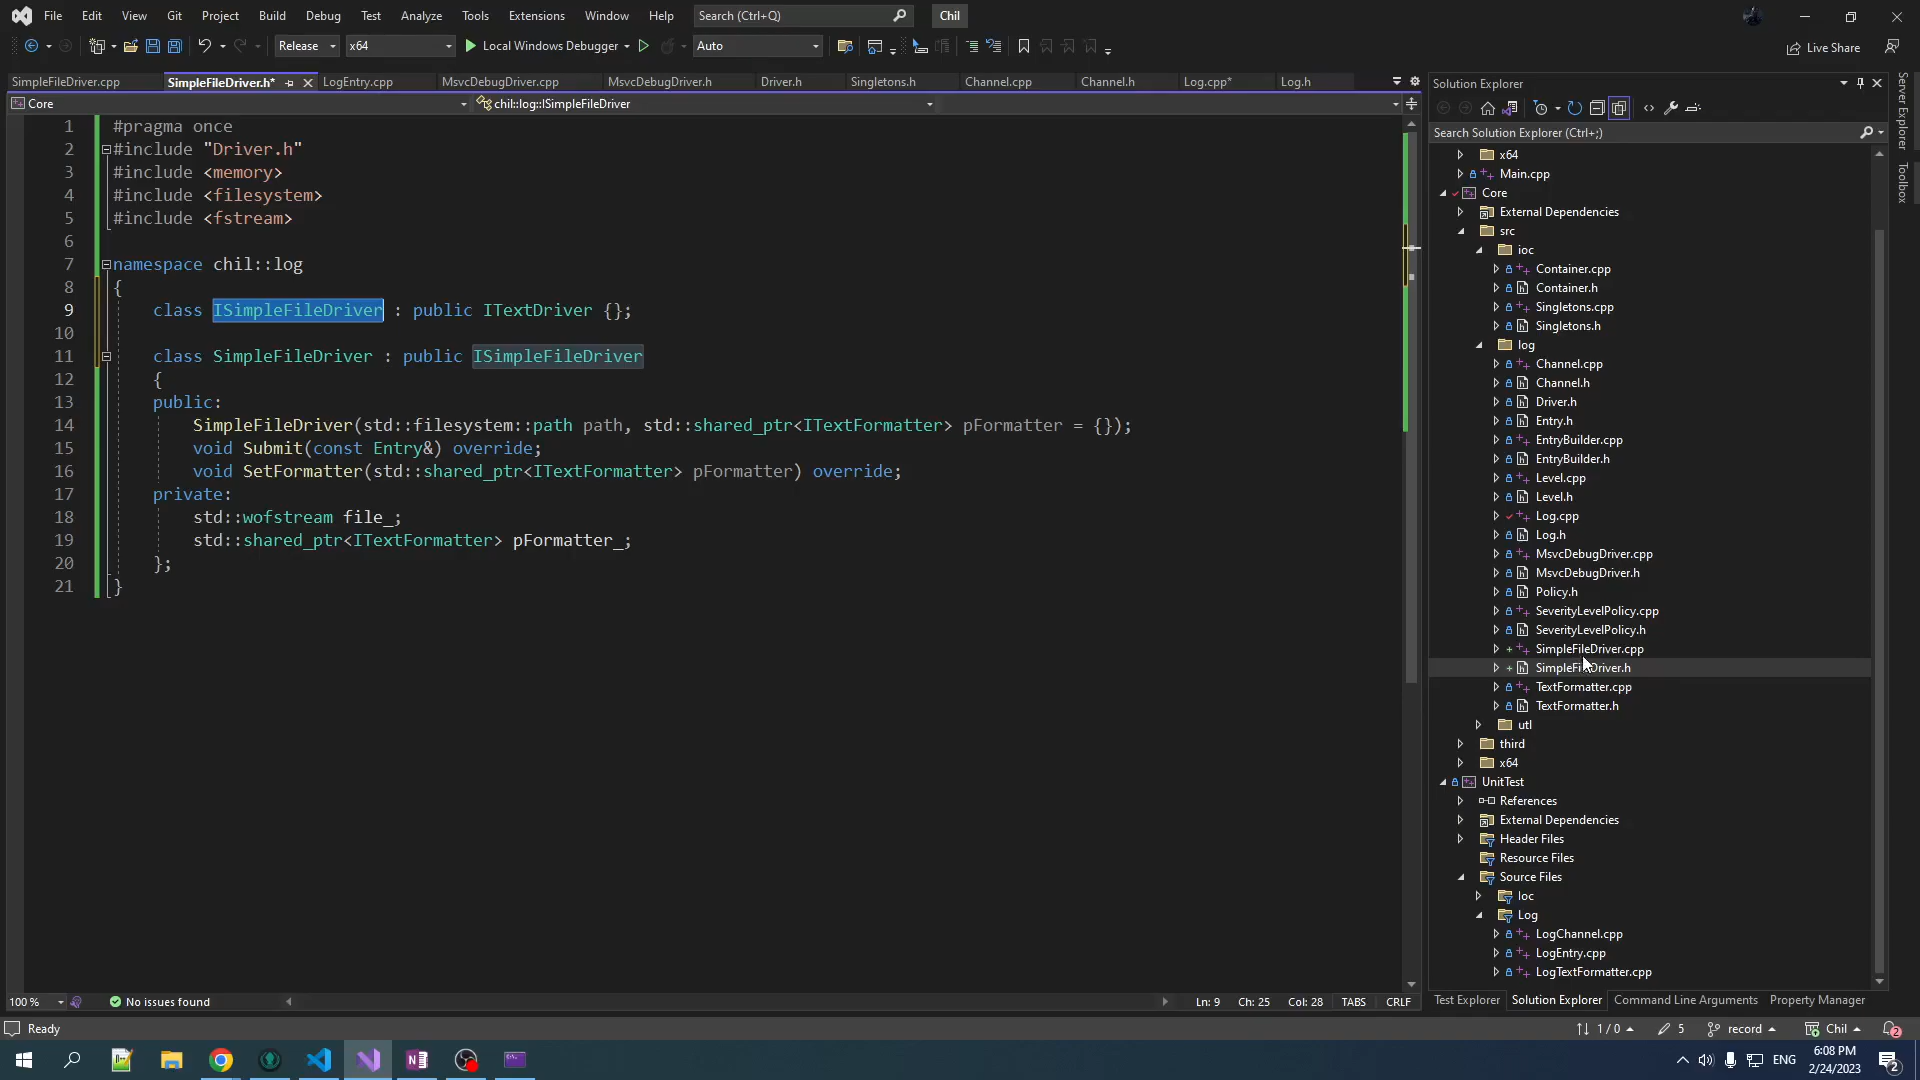 File Edit View Git Project Build Debug Test Analyze Tools Extensions Window Help Search (Ctrl+Q) Chil
Release x64 Local Windows Debugger Auto Live Share
SimpleFileDriver.cpp SimpleFileDriver.h* LogEntry.cpp MsvcDebugDriver.cpp MsvcDebugDriver.h Driver.h Singletons.h Channel.cpp Channel.h Log.cpp* Log.h
Core chil::log::ISimpleFileDriver
1 #pragma once
2 #include "Driver.h"
3 #include <memory>
4 #include <filesystem>
5 #include <fstream>
6
7 namespace chil::log
8 {
9 class ISimpleFileDriver : public ITextDriver {};
10
11 class SimpleFileDriver : public ISimpleFileDriver
12 {
13 public:
14 SimpleFileDriver(std::filesystem::path path, std::shared_ptr<ITextFormatter> pFormatter = {});
15 void Submit(const Entry&) override;
16 void SetFormatter(std::shared_ptr<ITextFormatter> pFormatter) override;
17 private:
18 std::wofstream file_;
19 std::shared_ptr<ITextFormatter> pFormatter_;
20 };
21 }
100 % No issues found Ln: 9 Ch: 25 Col: 28 TABS CRLF
Solution Explorer
Search Solution Explorer (Ctrl+;)
x64
Main.cpp
Core
External Dependencies
src
ioc
Container.cpp
Container.h
Singletons.cpp
Singletons.h
log
Channel.cpp
Channel.h
Driver.h
Entry.h
EntryBuilder.cpp
EntryBuilder.h
Level.cpp
Level.h
Log.cpp
Log.h
MsvcDebugDriver.cpp
MsvcDebugDriver.h
Policy.h
SeverityLevelPolicy.cpp
SeverityLevelPolicy.h
SimpleFileDriver.cpp
SimpleFileDriver.h
TextFormatter.cpp
TextFormatter.h
utl
third
x64
UnitTest
References
External Dependencies
Header Files
Resource Files
Source Files
Ioc
Log
LogChannel.cpp
LogEntry.cpp
LogTextFormatter.cpp
Test Explorer Solution Explorer Command Line Arguments Property Manager
Server Explorer
Toolbox
Ready 1 / 0 5 record Chil 2
ENG 6:08 PM 2/24/2023 2